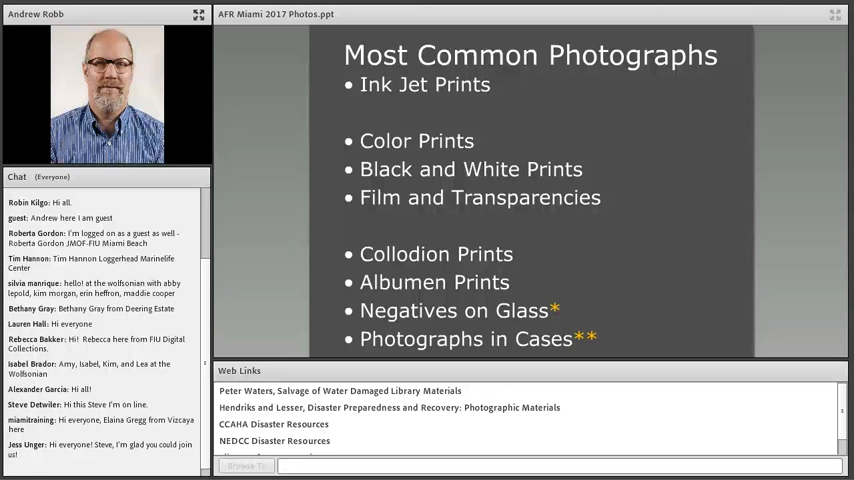 Andrew Robb
Chat (Everyone)
Robin Kilgo: Hi all.
guest: Andrew here I am guest
Roberta Gordon: I'm logged on as a guest as well -
Roberta Gordon JMOF-FIU Miami Beach
Tim Hannon: Tim Hannon Loggerhead Marinelife
Center
silvia manrique: hello! at the wolfsonian with abby
lepold, kim morgan, erin heffron, maddie cooper
Bethany Gray: Bethany Gray from Deering Estate
Lauren Hall: Hi everyone
Rebecca Bakker: Hi! Rebecca here from FIU Digital
Collections.
Isabel Brador: Amy, Isabel, Kim, and Lea at the
Wolfsonian
Alexander Garcia: Hi all!
Steve Detwiler: Hi this Steve I'm on line.
miamitraining: Hi everyone, Elaina Gregg from Vizcaya
here
Jess Unger: Hi everyone! Steve, I'm glad you could join
us!
AFR Miami 2017 Photos.ppt
Most Common Photographs
• Ink Jet Prints
• Color Prints
• Black and White Prints
• Film and Transparencies
• Collodion Prints
• Albumen Prints
• Negatives on Glass*
• Photographs in Cases**
Web Links
Peter Waters, Salvage of Water Damaged Library Materials
Hendriks and Lesser, Disaster Preparedness and Recovery: Photographic Materials
CCAHA Disaster Resources
NEDCC Disaster Resources
Browse To